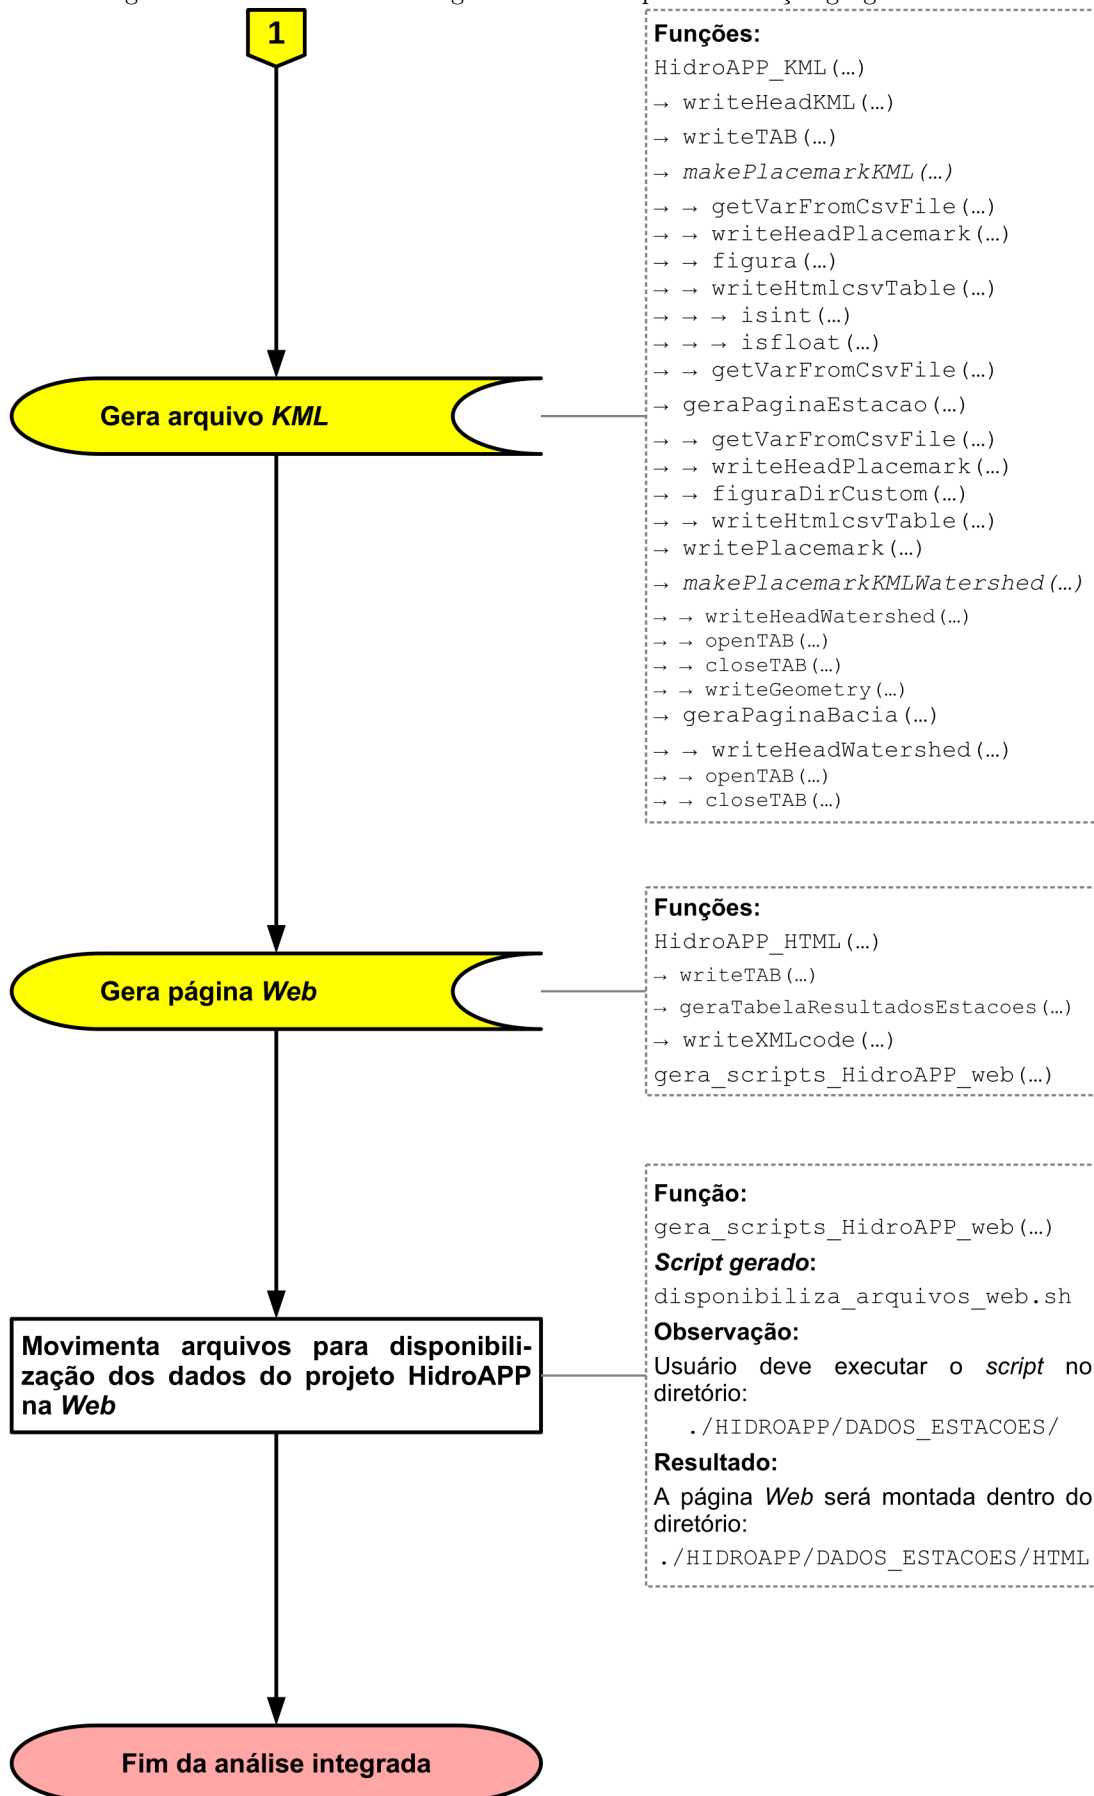 1
Funções:
HidroAPP_KML(…)
→ writeHeadKML(…)
→ writeTAB(…)
→ makePlacemarkKML(…)
→ → getVarFromCsvFile(…)
→ → writeHeadPlacemark(…)
→ → figura(…)
→ → writeHtmlcsvTable(…)
→ → → isint(…)
→ → → isfloat(…)
→ → getVarFromCsvFile(…)
→ geraPaginaEstacao(…)
→ → getVarFromCsvFile(…)
→ → writeHeadPlacemark(…)
→ → figuraDirCustom(…)
→ → writeHtmlcsvTable(…)
→ writePlacemark(…)
→ makePlacemarkKMLWatershed(…)
→ → writeHeadWatershed(…)
→ → openTAB(…)
→ → closeTAB(…)
→ → writeGeometry(…)
→ geraPaginaBacia(…)
→ → writeHeadWatershed(…)
→ → openTAB(…)
→ → closeTAB(…)
Gera arquivo KML
Funções:
HidroAPP_HTML(…)
→ writeTAB(…)
→ geraTabelaResultadosEstacoes(…)
→ writeXMLcode(…)
gera_scripts_HidroAPP_web(…)
Gera página Web
Função:
gera_scripts_HidroAPP_web(…)
Script gerado:
disponibiliza_arquivos_web.sh
Observação:
Usuário deve executar o script no
diretório:
./HIDROAPP/DADOS_ESTACOES/
Resultado:
A página Web será montada dentro do
diretório:
./HIDROAPP/DADOS_ESTACOES/HTML
Movimenta arquivos para disponibili-
zação dos dados do projeto HidroAPP
na Web
Fim da análise integrada